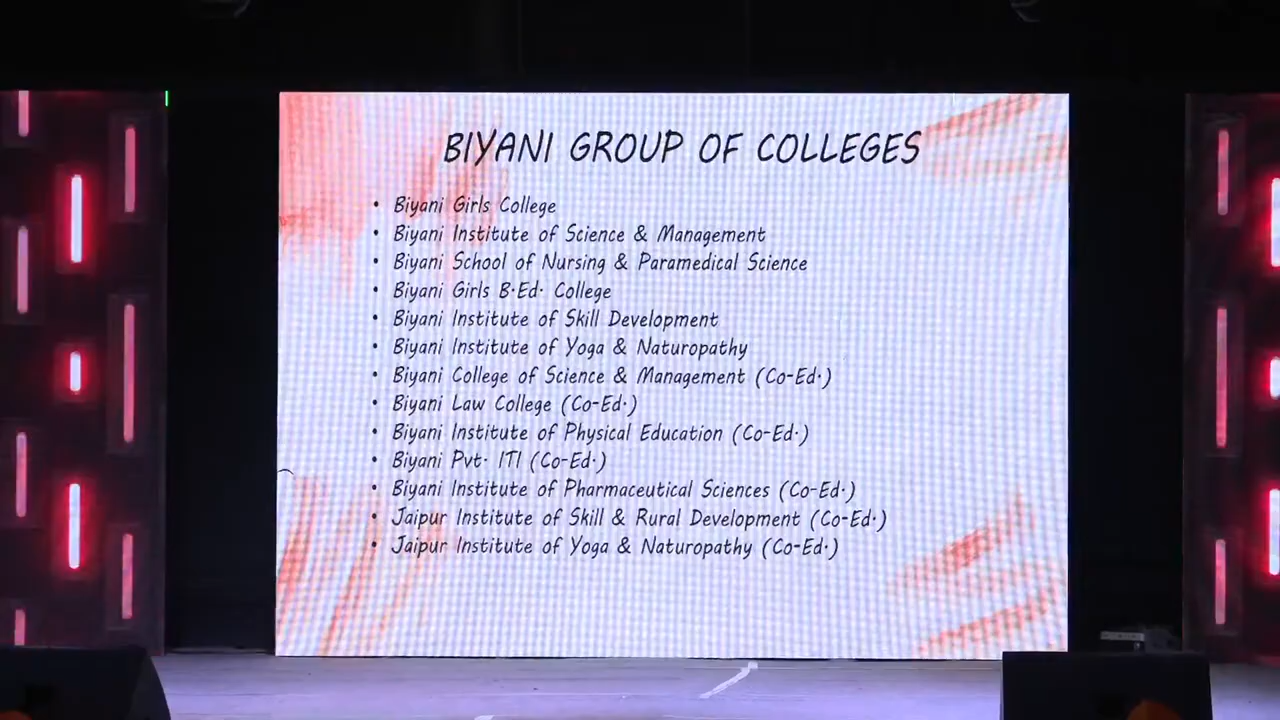 BIYANI GROUP OF COLLEGES
• Biyani Girls College
• Biyani Institute of Science & Management
• Biyani School of Nursing & Paramedical Science
• Biyani Girls B·Ed· College
• Biyani Institute of Skill Development
• Biyani Institute of Yoga & Naturopathy
• Biyani College of Science & Management (Co-Ed·)
• Biyani Law College (Co-Ed·)
• Biyani Institute of Physical Education (Co-Ed·)
• Biyani Pvt· ITI (Co-Ed·)
• Biyani Institute of Pharmaceutical Sciences (Co-Ed·)
• Jaipur Institute of Skill & Rural Development (Co-Ed·)
• Jaipur Institute of Yoga & Naturopathy (Co-Ed·)